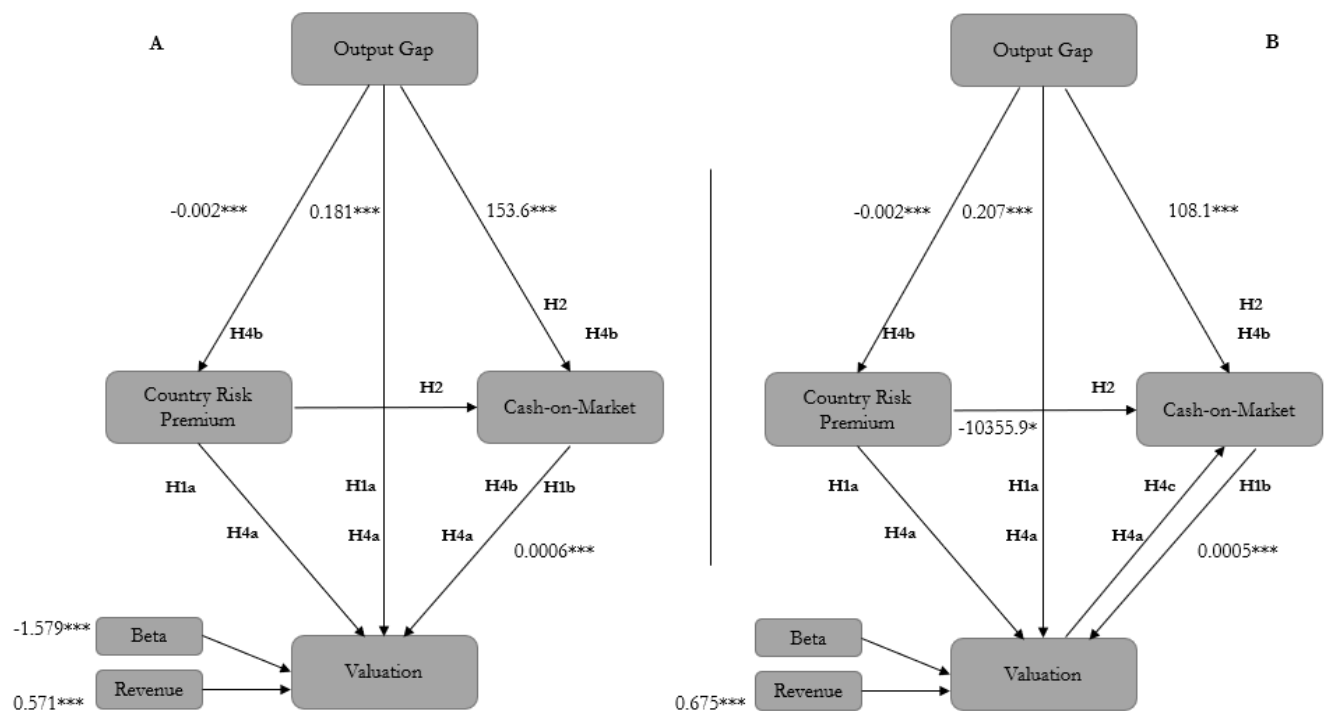 A
Output Gap
-0.002***
0.181***
153.6***
H2
H4b
H4b
Country Risk
Premium
H2
Cash-on-Market
H1a
H1a
H4b
H1b
H4a
H4a
H4a
0.0006***
-1.579***
Beta
Revenue
0.571***
Valuation
B
Output Gap
-0.002***
0.207***
108.1***
H2
H4b
H4b
Country Risk
Premium
H2
-10355.9*
Cash-on-Market
H1a
H1a
H4c
H1b
H4a
H4a
H4a
0.0005***
Beta
Revenue
0.675***
Valuation